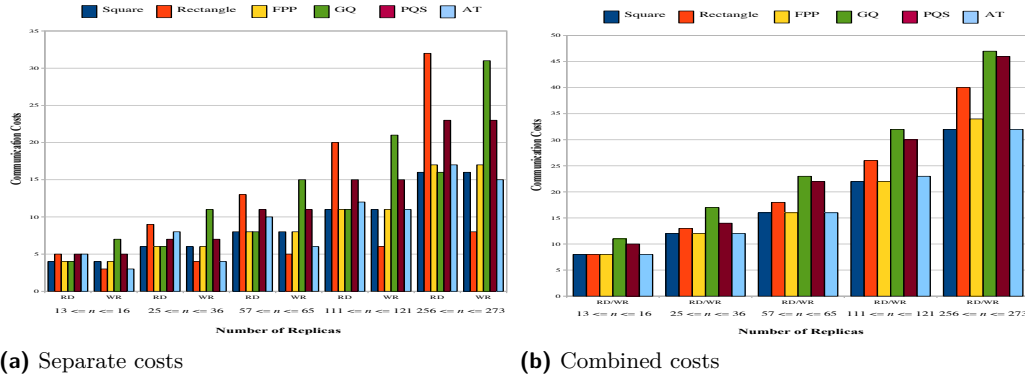 Square Rectangle FPP GQ PQS AT
35
30
25
20
15
10
5
0
Communication Costs
RD WR RD WR RD WR RD WR RD WR
13 <= n <= 16 25 <= n <= 36 57 <= n <= 65 111 <= n <= 121 256 <= n <= 273
Number of Replicas
(a) Separate costs
Square Rectangle FPP GQ PQS AT
50
45
40
35
30
25
20
15
10
5
0
Communication Costs
RD/WR RD/WR RD/WR RD/WR RD/WR
13 <= n <= 16 25 <= n <= 36 57 <= n <= 65 111 <= n <= 121 256 <= n <= 273
Number of Replicas
(b) Combined costs